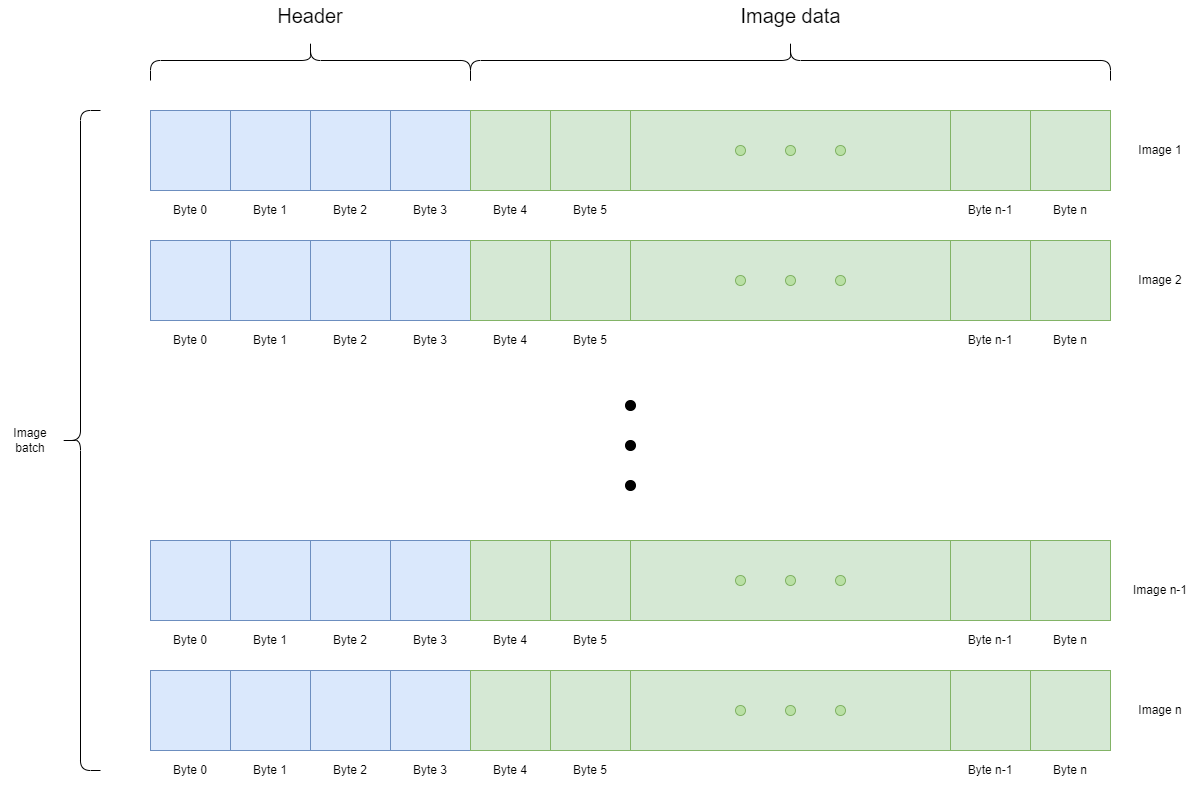 Header
Image data
Image 1
Byte 0
Byte 1
Byte 2
Byte 3
Byte 4
Byte 5
Byte n-1
Byte n
Image 2
Byte 0
Byte 1
Byte 2
Byte 3
Byte 4
Byte 5
Byte n-1
Byte n
Image
batch
Image n-1
Byte 0
Byte 1
Byte 2
Byte 3
Byte 4
Byte 5
Byte n-1
Byte n
Image n
Byte 0
Byte 1
Byte 2
Byte 3
Byte 4
Byte 5
Byte n-1
Byte n